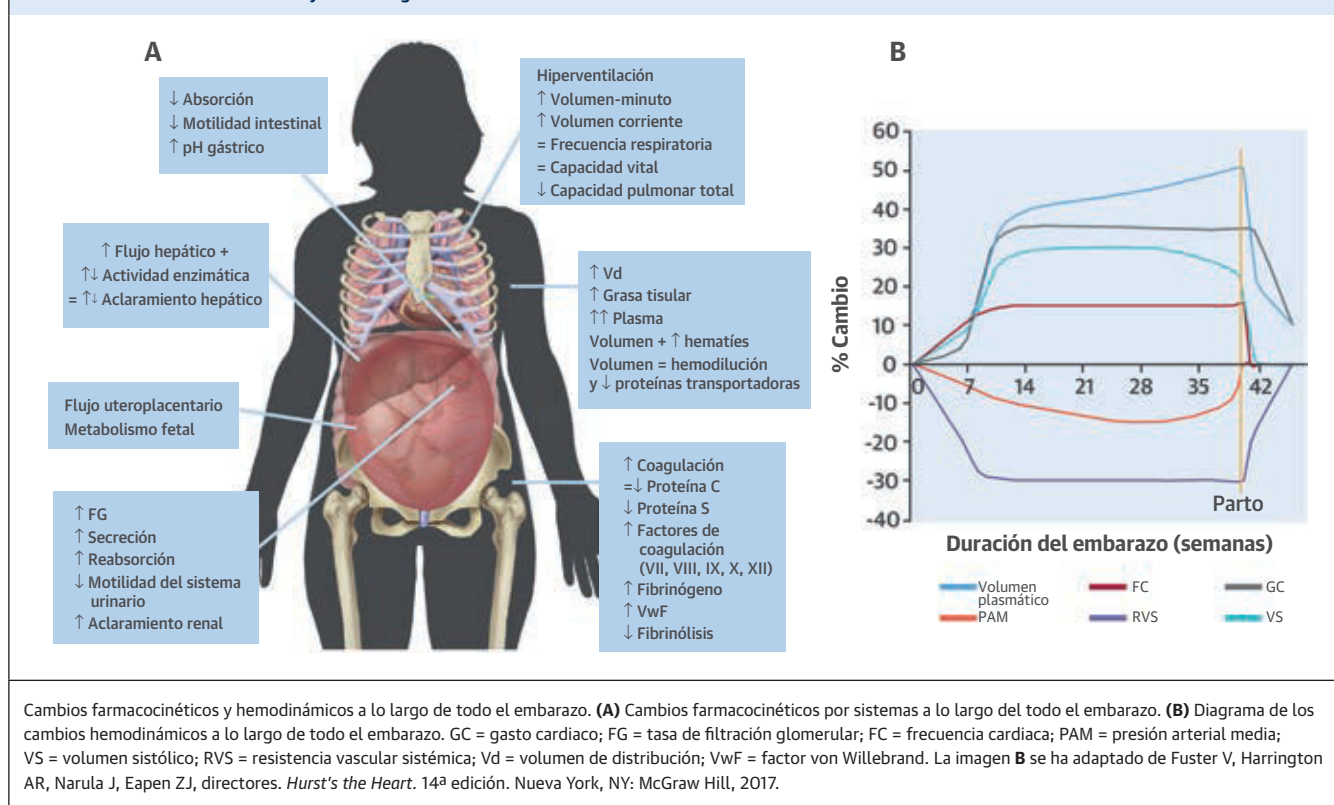 A
↓ Absorción
↓ Motilidad intestinal
↑ pH gástrico
Hiperventilación
↑ Volumen-minuto
↑ Volumen corriente
= Frecuencia respiratoria
= Capacidad vital
↓ Capacidad pulmonar total
↑ Flujo hepático +
↑↓ Actividad enzimática
= ↑↓ Aclaramiento hepático
↑ Vd
↑ Grasa tisular
↑↑ Plasma
Volumen + ↑ hematíes
Volumen = hemodilución
y ↓ proteínas transportadoras
Flujo uteroplacentario
Metabolismo fetal
↑ FG
↑ Secreción
↑ Reabsorción
↓ Motilidad del sistema
urinario
↑ Aclaramiento renal
↑ Coagulación
=↓ Proteína C
↓ Proteína S
↑ Factores de
coagulación
(VII, VIII, IX, X, XII)
↑ Fibrinógeno
↑ VwF
↓ Fibrinólisis
B
60
50
40
30
20
10
0
-10
-20
-30
-40
% Cambio
0 7 14 21 28 35 42
Parto
Duración del embarazo (semanas)
Volumen
plasmático
FC
GC
PAM
RVS
VS
Cambios farmacocinéticos y hemodinámicos a lo largo de todo el embarazo. (A) Cambios farmacocinéticos por sistemas a lo largo del todo el embarazo. (B) Diagrama de los
cambios hemodinámicos a lo largo de todo el embarazo. GC = gasto cardiaco; FG = tasa de filtración glomerular; FC = frecuencia cardiaca; PAM = presión arterial media;
VS = volumen sistólico; RVS = resistencia vascular sistémica; Vd = volumen de distribución; VwF = factor von Willebrand. La imagen B se ha adaptado de Fuster V, Harrington
AR, Narula J, Eapen ZJ, directores. Hurst's the Heart. 14ª edición. Nueva York, NY: McGraw Hill, 2017.